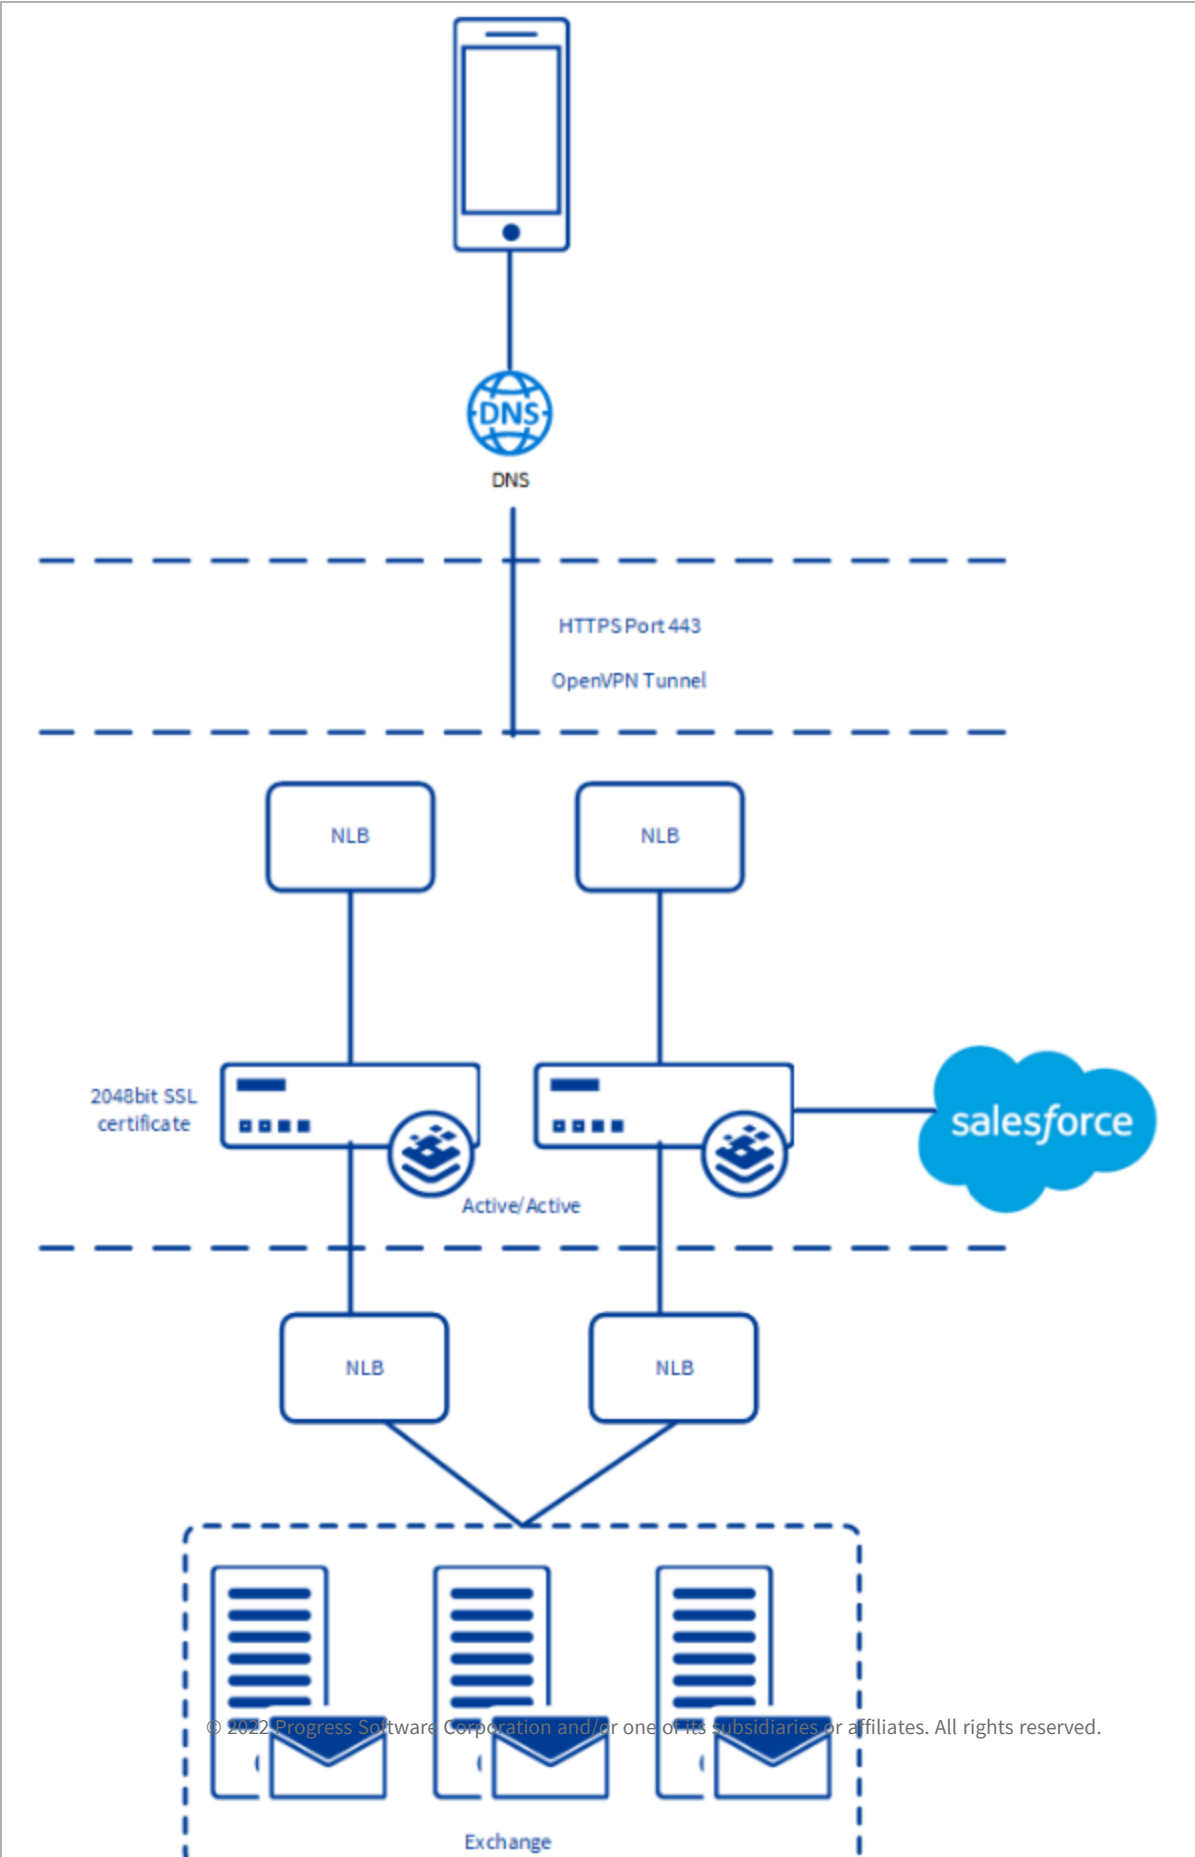 DNS
DNS
HTTPS Port 443
OpenVPN Tunnel
NLB
NLB
2048bit SSL
certificate
salesforce
Active/Active
NLB
NLB
© 2022 Progress Software Corporation and/or one of its subsidiaries or affiliates. All rights reserved.
Exchange